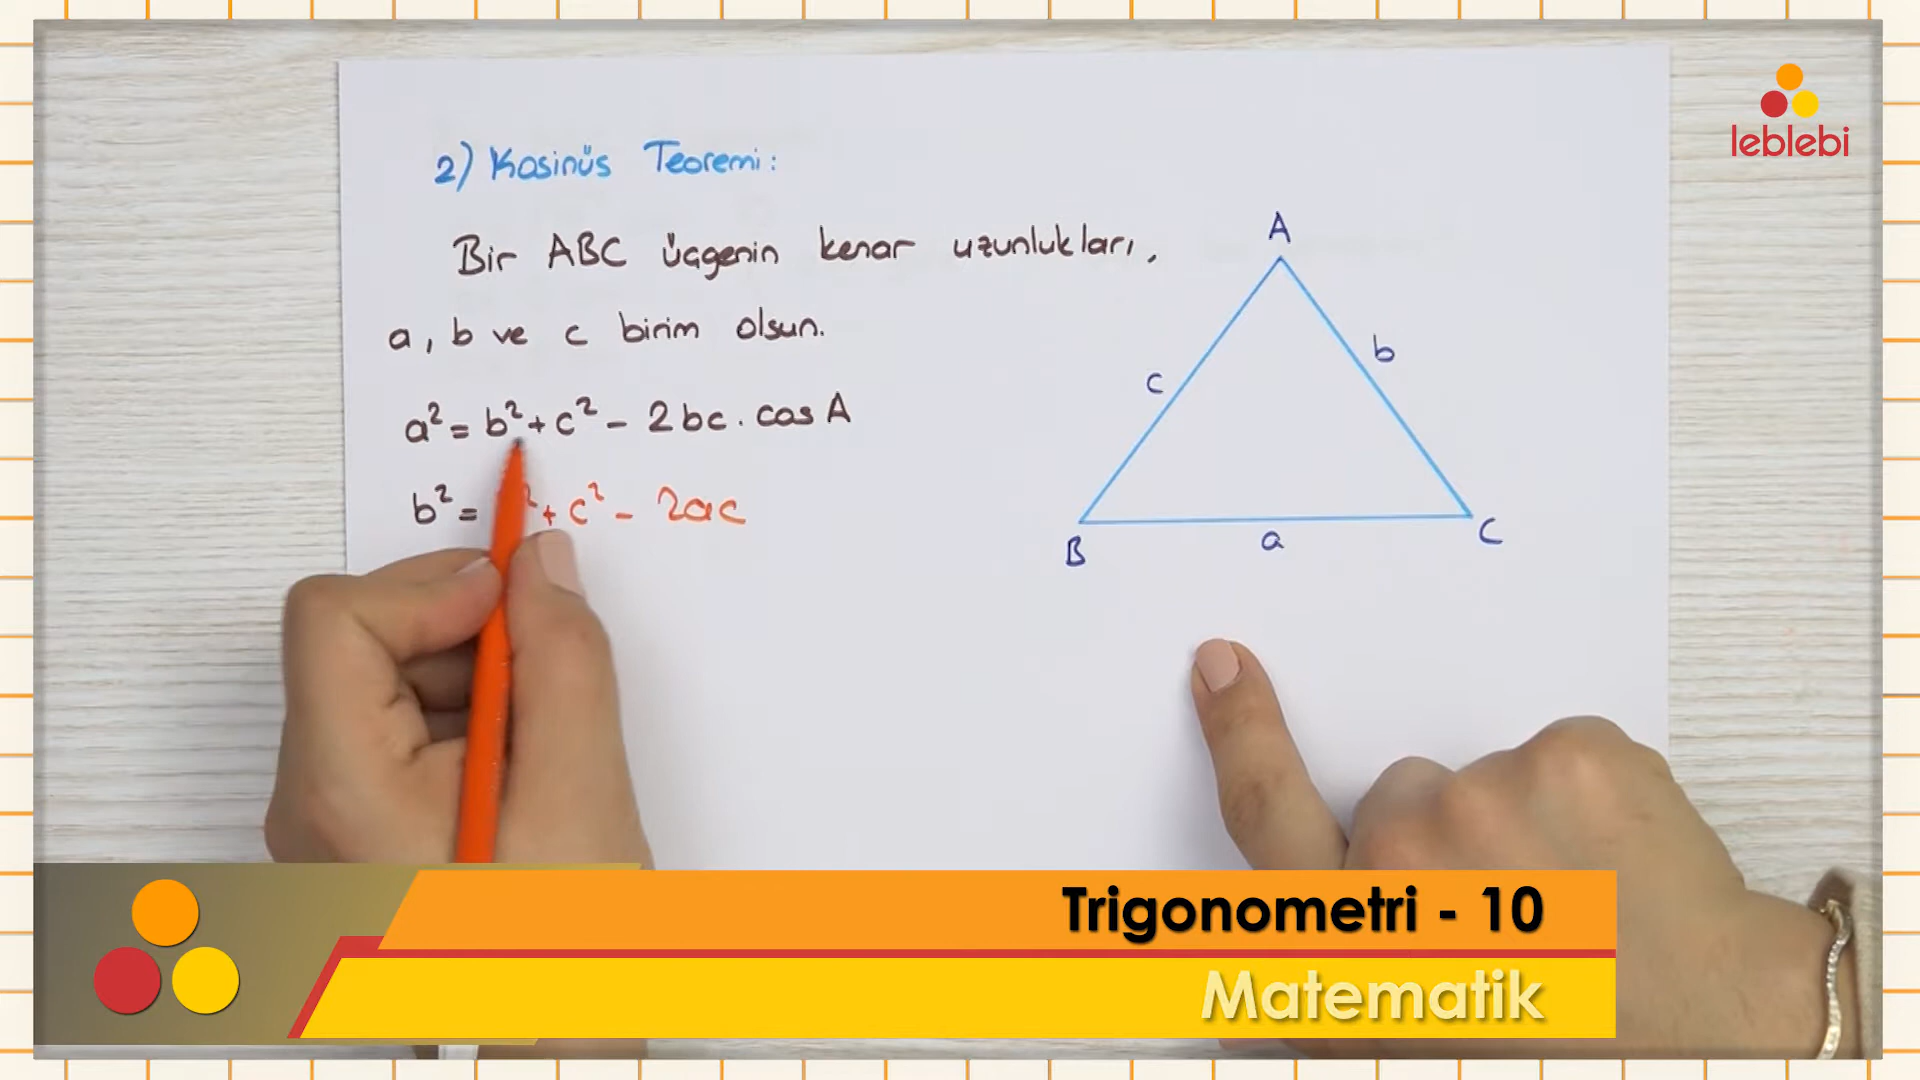 leblebi
2) Kosinüs Teoremi:
Bir ABC üçgenin kenar uzunlukları,
a, b ve c birim olsun.
a² = b² + c² - 2bc . cos A
b² = ² + c² - 2ac
A
c
b
B
a
C
Trigonometri - 10
Matematik